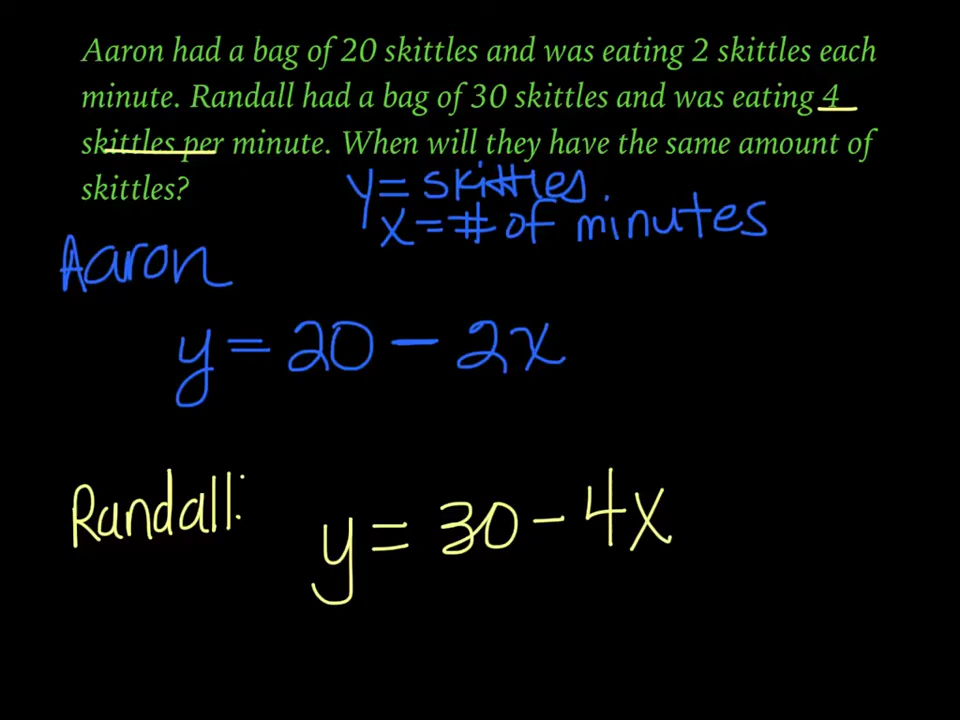 Aaron had a bag of 20 skittles and was eating 2 skittles each
minute. Randall had a bag of 30 skittles and was eating 4
skittles per minute. When will they have the same amount of
skittles?
y = skittles
x = # of minutes
Aaron
y = 20 - 2x
Randall:
y = 30 - 4x